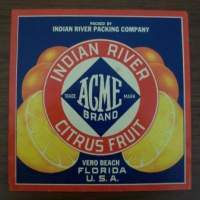 PACKED BY
INDIAN RIVER PACKING COMPANY
INDIAN RIVER
ACME
TRADE MARK
BRAND
CITRUS FRUIT
VERO BEACH
FLORIDA
U.S.A.